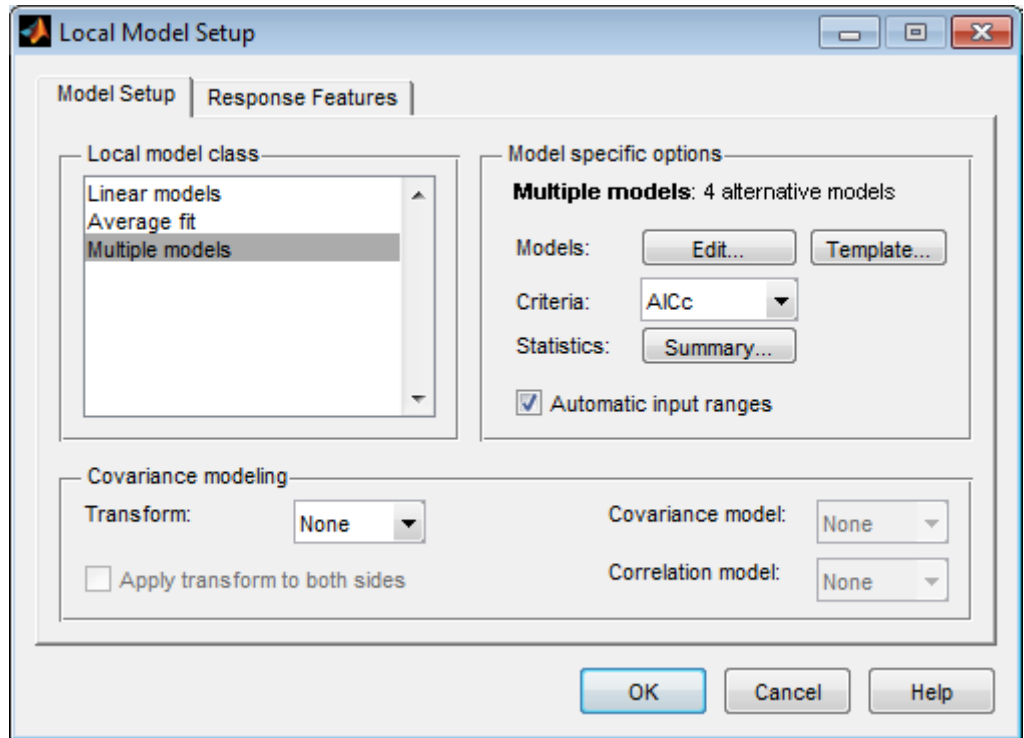 Local Model Setup
Model Setup
Response Features
Local model class
Linear models
Average fit
Multiple models
Model specific options
Multiple models: 4 alternative models
Models: Edit... Template...
Criteria: AICc
Statistics: Summary...
Automatic input ranges
Covariance modeling
Transform: None
Apply transform to both sides
Covariance model: None
Correlation model: None
OK Cancel Help